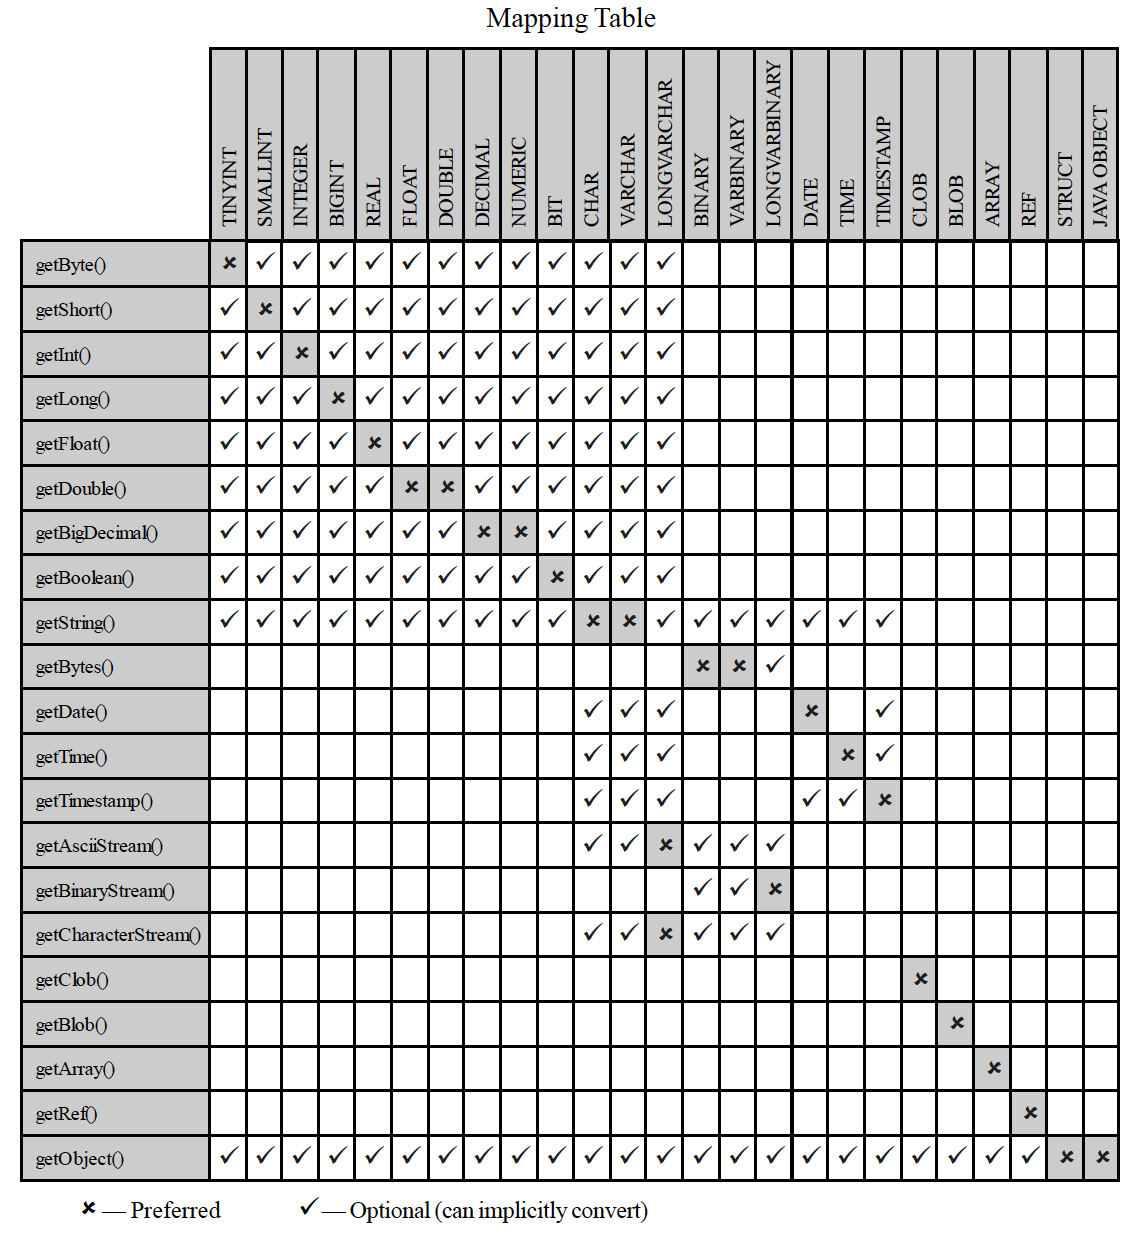 Mapping Table
TINYINT
SMALLINT
INTEGER
BIGINT
REAL
FLOAT
DOUBLE
DECIMAL
NUMERIC
BIT
CHAR
VARCHAR
LONGVARCHAR
BINARY
VARBINARY
LONGVARBINARY
DATE
TIME
TIMESTAMP
CLOB
BLOB
ARRAY
REF
STRUCT
JAVA OBJECT
getByte() ✘ ✓ ✓ ✓ ✓ ✓ ✓ ✓ ✓ ✓ ✓ ✓ ✓
getShort() ✓ ✘ ✓ ✓ ✓ ✓ ✓ ✓ ✓ ✓ ✓ ✓ ✓
getInt() ✓ ✓ ✘ ✓ ✓ ✓ ✓ ✓ ✓ ✓ ✓ ✓ ✓
getLong() ✓ ✓ ✓ ✘ ✓ ✓ ✓ ✓ ✓ ✓ ✓ ✓ ✓
getFloat() ✓ ✓ ✓ ✓ ✘ ✓ ✓ ✓ ✓ ✓ ✓ ✓ ✓
getDouble() ✓ ✓ ✓ ✓ ✓ ✘ ✘ ✓ ✓ ✓ ✓ ✓ ✓
getBigDecimal() ✓ ✓ ✓ ✓ ✓ ✓ ✓ ✘ ✘ ✓ ✓ ✓ ✓
getBoolean() ✓ ✓ ✓ ✓ ✓ ✓ ✓ ✓ ✓ ✘ ✓ ✓ ✓
getString() ✓ ✓ ✓ ✓ ✓ ✓ ✓ ✓ ✓ ✓ ✘ ✘ ✓ ✓ ✓ ✓ ✓ ✓ ✓
getBytes() ✘ ✘ ✓
getDate() ✓ ✓ ✓ ✘ ✓
getTime() ✓ ✓ ✓ ✘ ✓
getTimestamp() ✓ ✓ ✓ ✓ ✓ ✘
getAsciiStream() ✓ ✓ ✘ ✓ ✓ ✓
getBinaryStream() ✓ ✓ ✘
getCharacterStream() ✓ ✓ ✘ ✓ ✓ ✓
getClob() ✘
getBlob() ✘
getArray() ✘
getRef() ✘
getObject() ✓ ✓ ✓ ✓ ✓ ✓ ✓ ✓ ✓ ✓ ✓ ✓ ✓ ✓ ✓ ✓ ✓ ✓ ✓ ✓ ✓ ✓ ✓ ✘ ✘
✘ — Preferred ✓ — Optional (can implicitly convert)